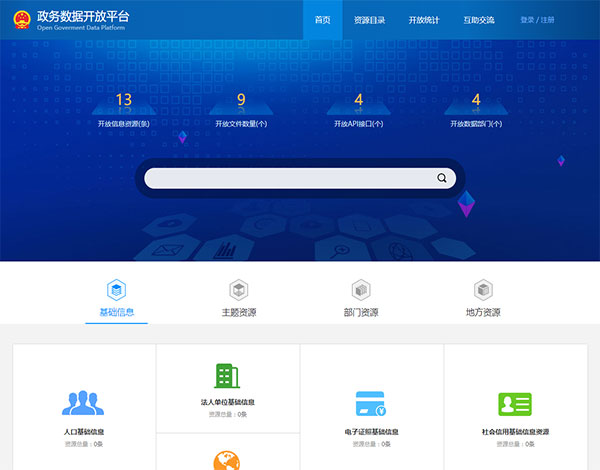 政务数据开放平台
Open Goverment Data Platform
首页 资源目录 开放统计 互助交流 登录 / 注册
13 9 4 4
开放信息资源(条) 开放文件数量(个) 开放API接口(个) 开放数据部门(个)
基础信息 主题资源 部门资源 地方资源
法人单位基础信息
资源总量：0条
人口基础信息 电子证照基础信息 社会信用基础信息资源
资源总量：0条 资源总量：0条 资源总量：0条